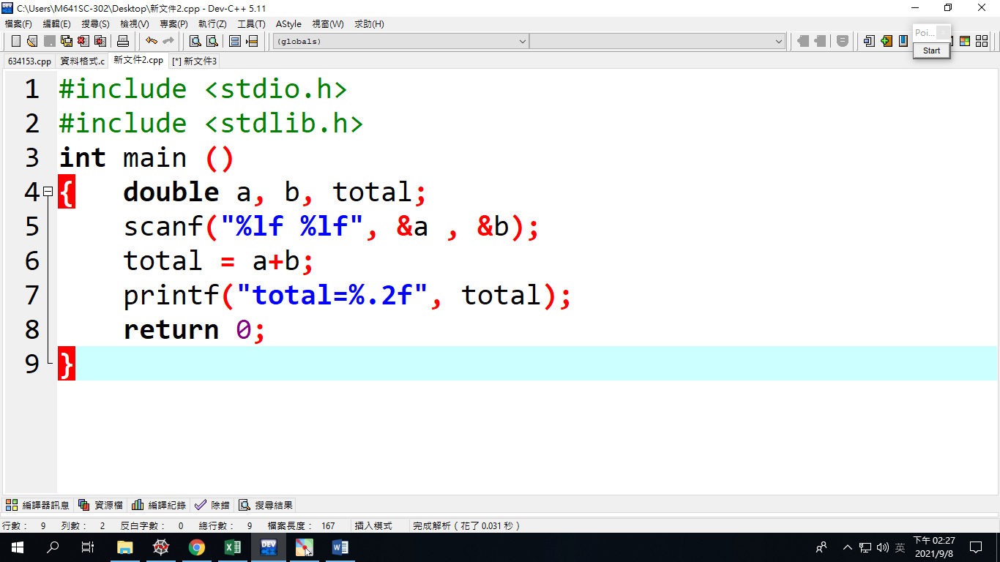 C:\Users\M641SC-302\Desktop\新文件2.cpp - Dev-C++ 5.11
檔案(F) 編輯(E) 搜尋(S) 檢視(V) 專案(P) 執行(Z) 工具(T) AStyle 視窗(W) 求助(H)
Poi...
(globals)
Start
634153.cpp 資料格式.c 新文件2.cpp [*] 新文件3
1 #include <stdio.h>
2 #include <stdlib.h>
3 int main ()
4 { double a, b, total;
5 scanf("%lf %lf", &a , &b);
6 total = a+b;
7 printf("total=%.2f", total);
8 return 0;
9 }
編譯器訊息 資源檔 編譯紀錄 除錯 搜尋結果
行數： 9 列數： 2 反白字數： 0 總行數： 9 檔案長度： 167 插入模式 完成解析 ( 花了 0.031 秒 )
DEV
英
下午 02:27
2021/9/8